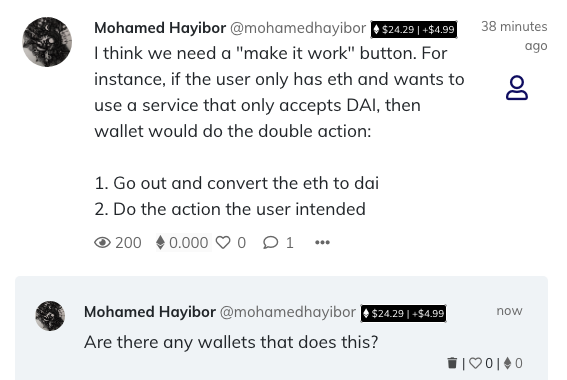 Mohamed Hayibor @mohamedhayibor $24.29 | +$4.99 38 minutes ago
I think we need a "make it work" button. For
instance, if the user only has eth and wants to
use a service that only accepts DAI, then
wallet would do the double action:
1. Go out and convert the eth to dai
2. Do the action the user intended
200 0.000 0 1 •••
Mohamed Hayibor @mohamedhayibor $24.29 | +$4.99 now
Are there any wallets that does this?
| 0 | 0